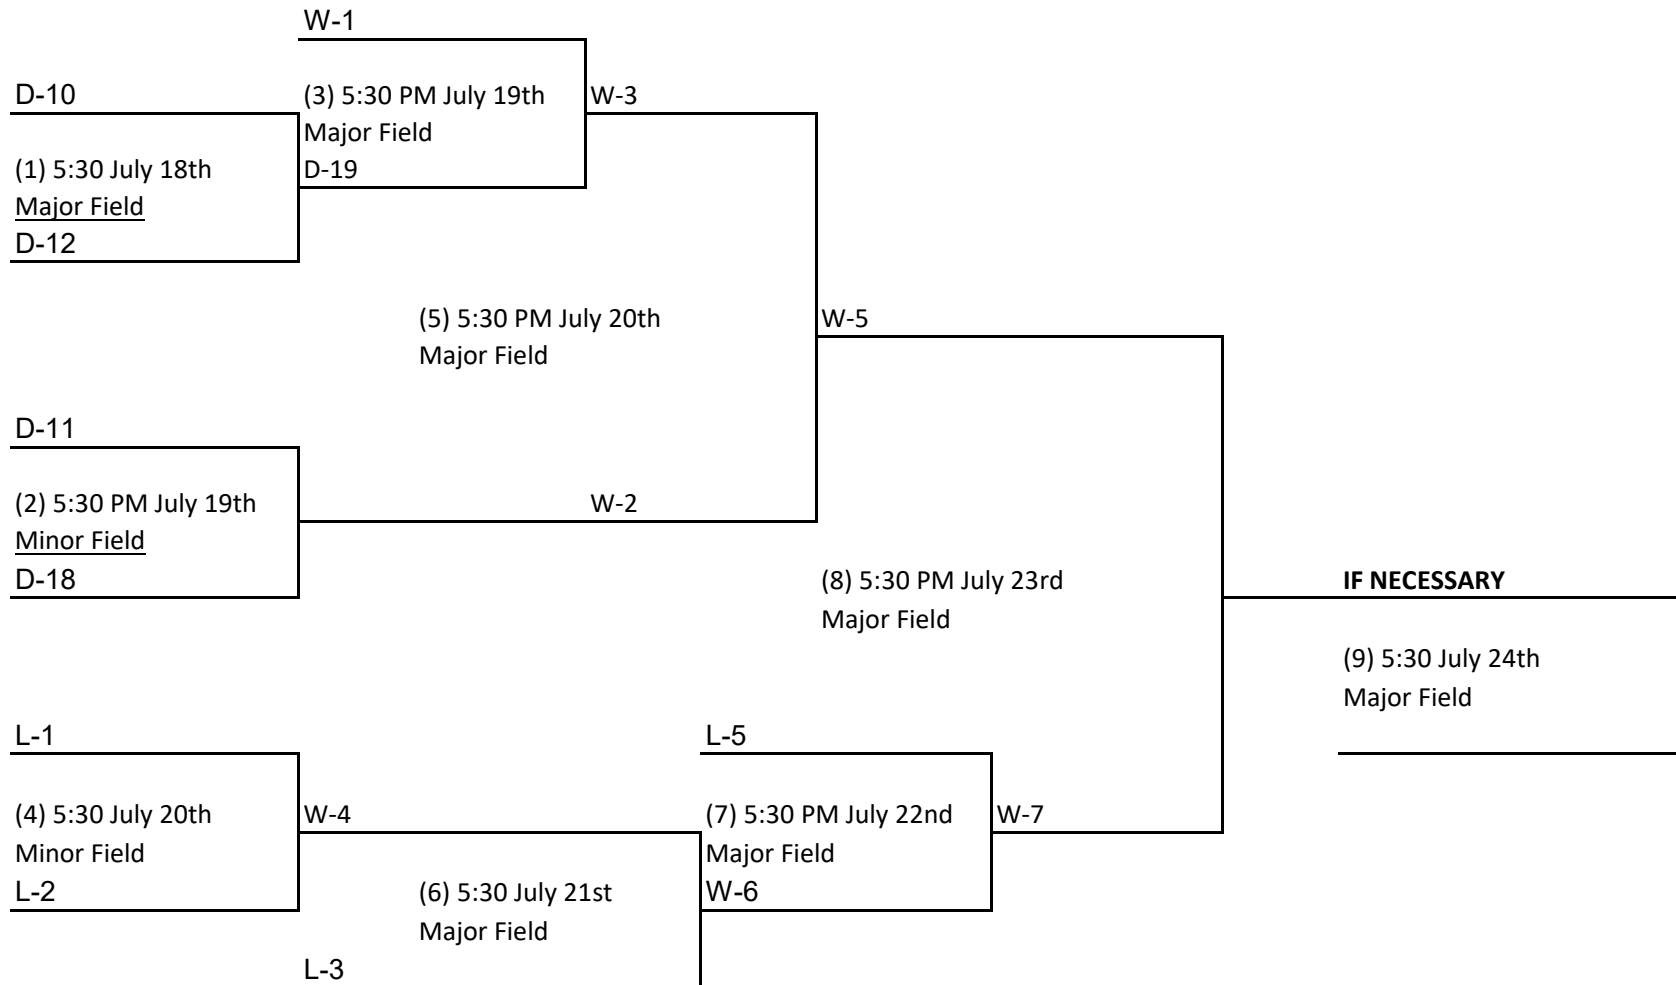 W-1
D-10
(3) 5:30 PM July 19th
W-3
Major Field
(1) 5:30 July 18th
D-19
Major Field
D-12
(5) 5:30 PM July 20th
W-5
Major Field
D-11
(2) 5:30 PM July 19th
W-2
Minor Field
D-18
(8) 5:30 PM July 23rd
IF NECESSARY
Major Field
(9) 5:30 July 24th
Major Field
L-1
L-5
(4) 5:30 July 20th
W-4
(7) 5:30 PM July 22nd
W-7
Minor Field
Major Field
L-2
(6) 5:30 July 21st
W-6
Major Field
L-3